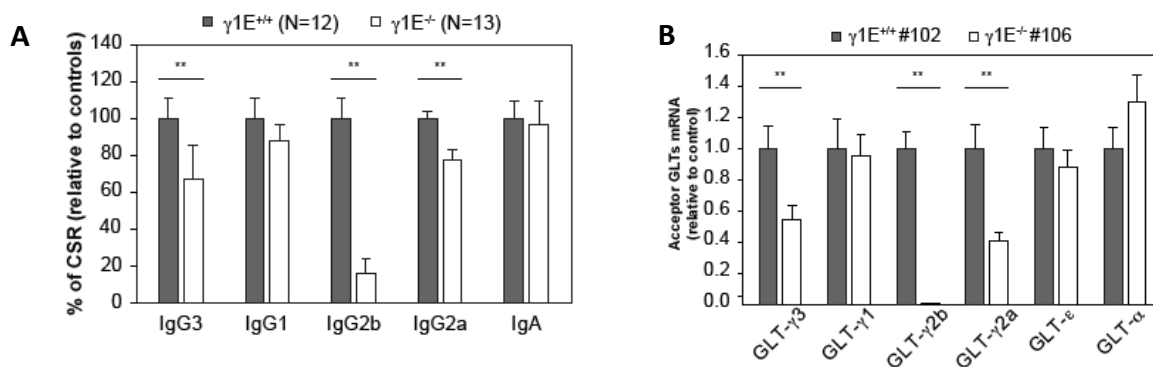 A
γ1E+/+ (N=12) γ1E-/- (N=13)
% of CSR (relative to controls)
140
120
100
80
60
40
20
0
** ** **
IgG3 IgG1 IgG2b IgG2a IgA
B
γ1E+/+ #102 γ1E-/- #106
Acceptor GLTs mRNA
(relative to control)
1.6
1.4
1.2
1.0
0.8
0.6
0.4
0.2
0.0
** ** **
GLT-γ3 GLT-γ1 GLT-γ2b GLT-γ2a GLT-ε GLT-α